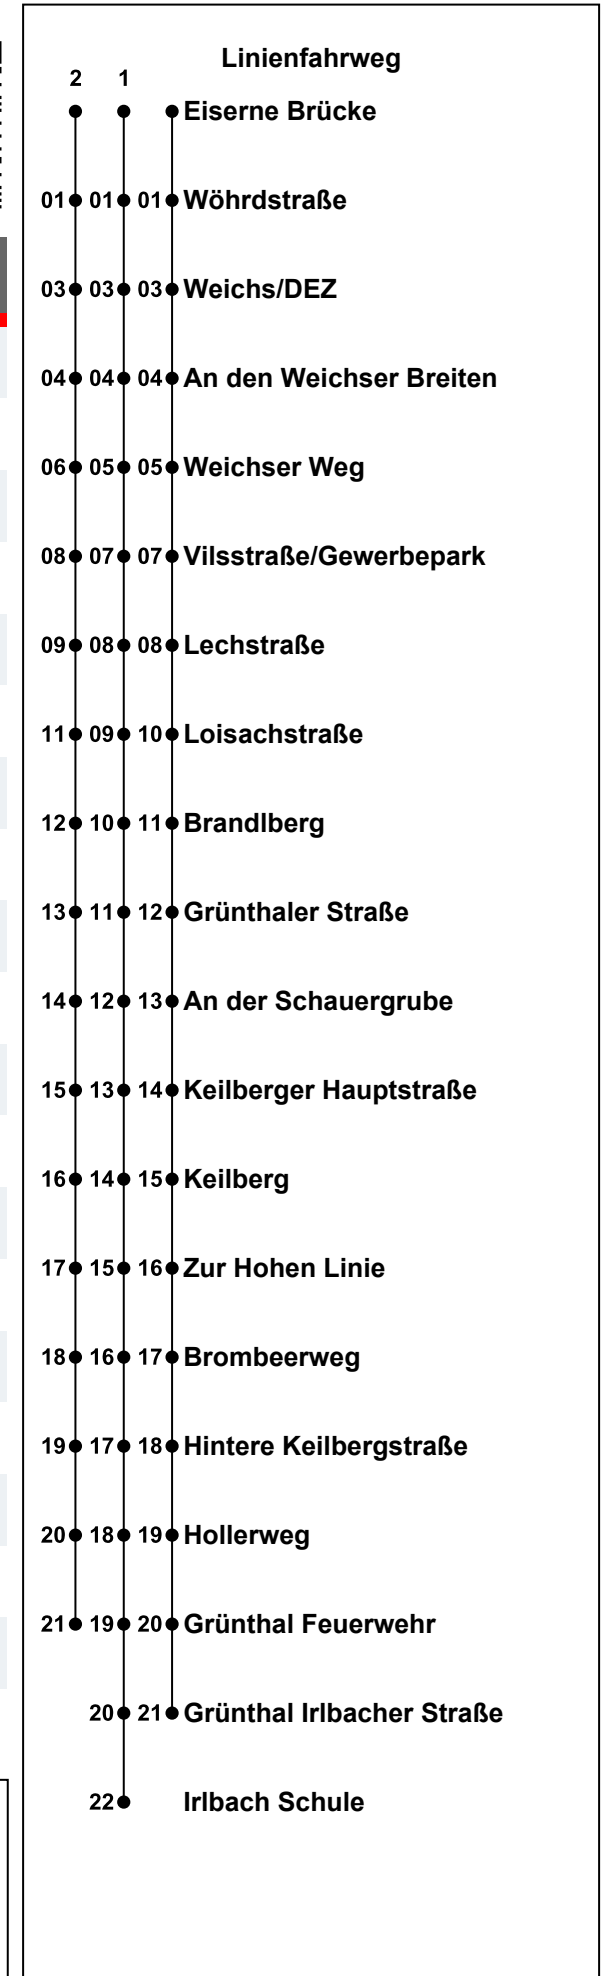 Linienfahrweg
2 1
Eiserne Brücke
01 01 01 Wöhrdstraße
03 03 03 Weichs/DEZ
04 04 04 An den Weichser Breiten
06 05 05 Weichser Weg
08 07 07 Vilsstraße/Gewerbepark
09 08 08 Lechstraße
11 09 10 Loisachstraße
12 10 11 Brandlberg
13 11 12 Grünthaler Straße
14 12 13 An der Schauergrube
15 13 14 Keilberger Hauptstraße
16 14 15 Keilberg
17 15 16 Zur Hohen Linie
18 16 17 Brombeerweg
19 17 18 Hintere Keilbergstraße
20 18 19 Hollerweg
21 19 20 Grünthal Feuerwehr
20 21 Grünthal Irlbacher Straße
22 Irlbach Schule